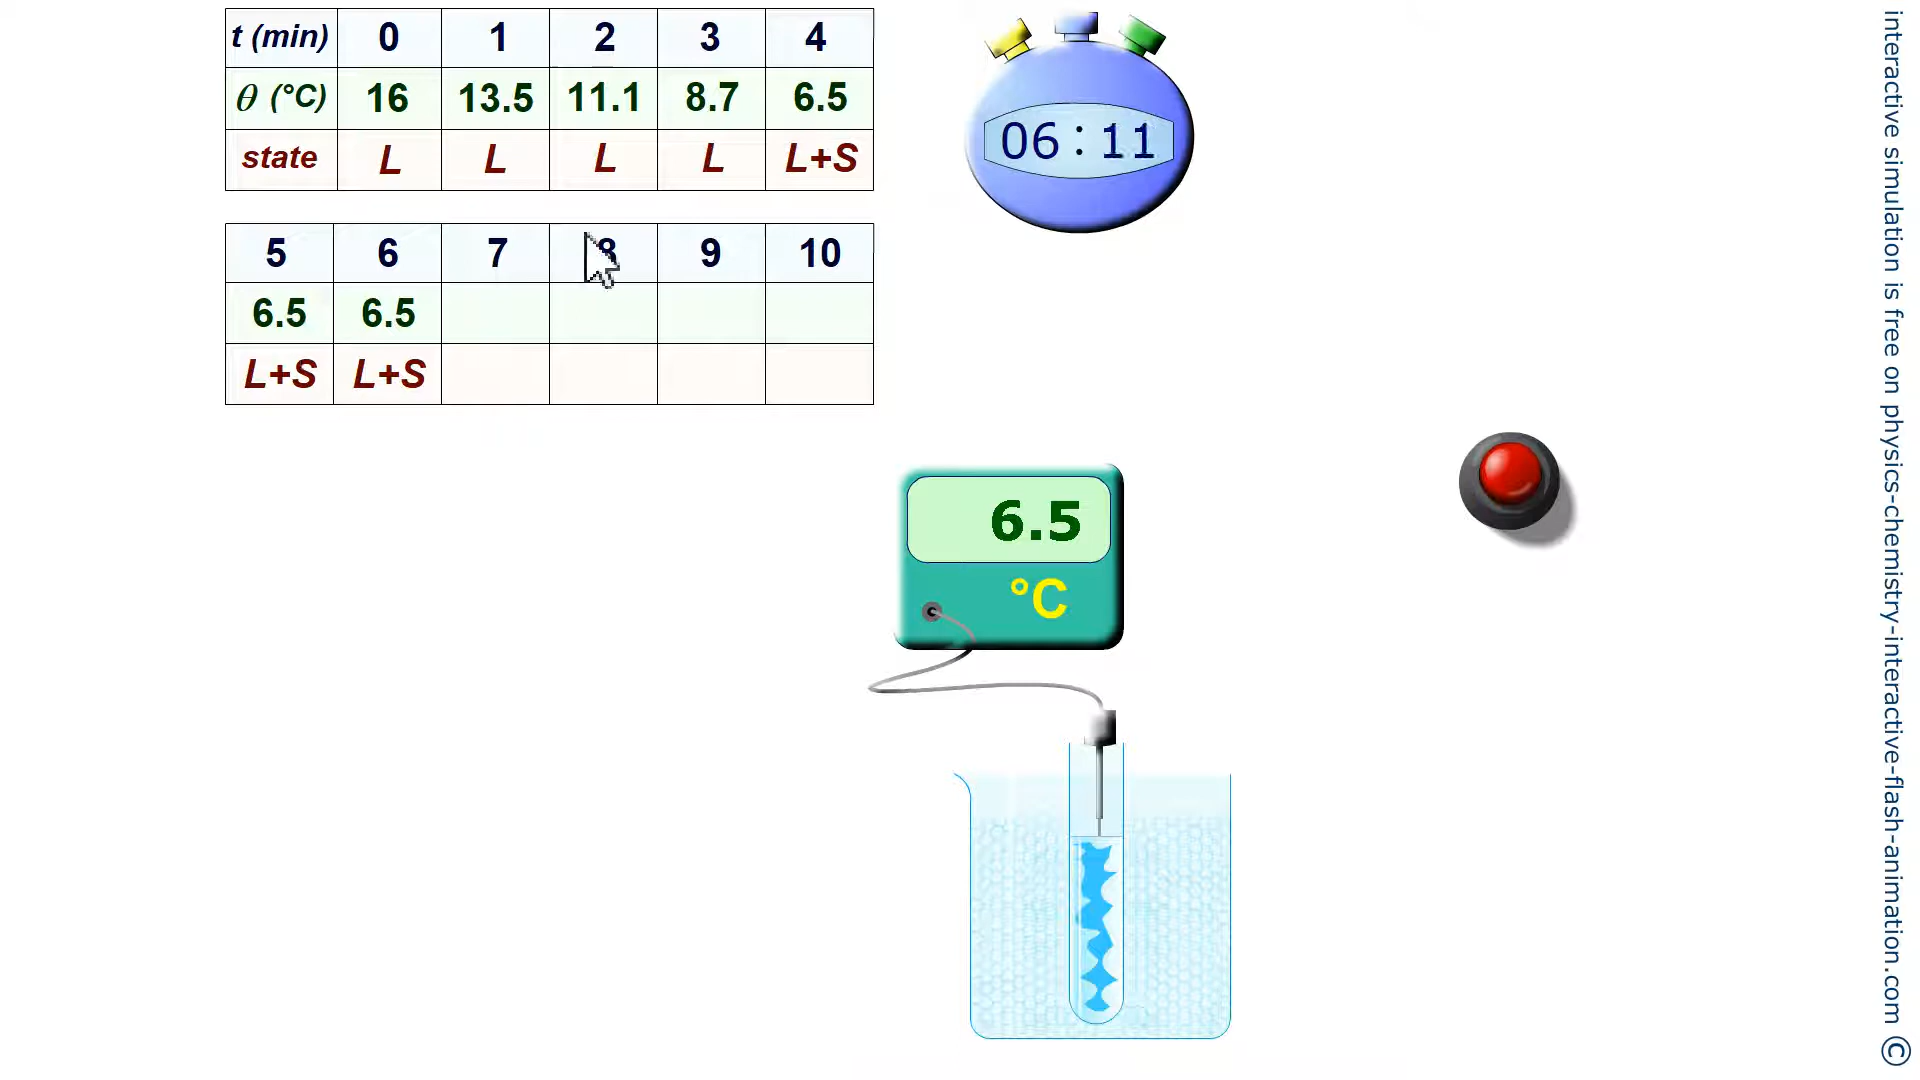 t (min) 0 1 2 3 4
θ (°C) 16 13.5 11.1 8.7 6.5
state L L L L L+S
5 6 7 8 9 10
6.5 6.5
L+S L+S
06:11
6.5
°C
interactive simulation is free on physics-chemistry-interactive-flash-animation.com ©